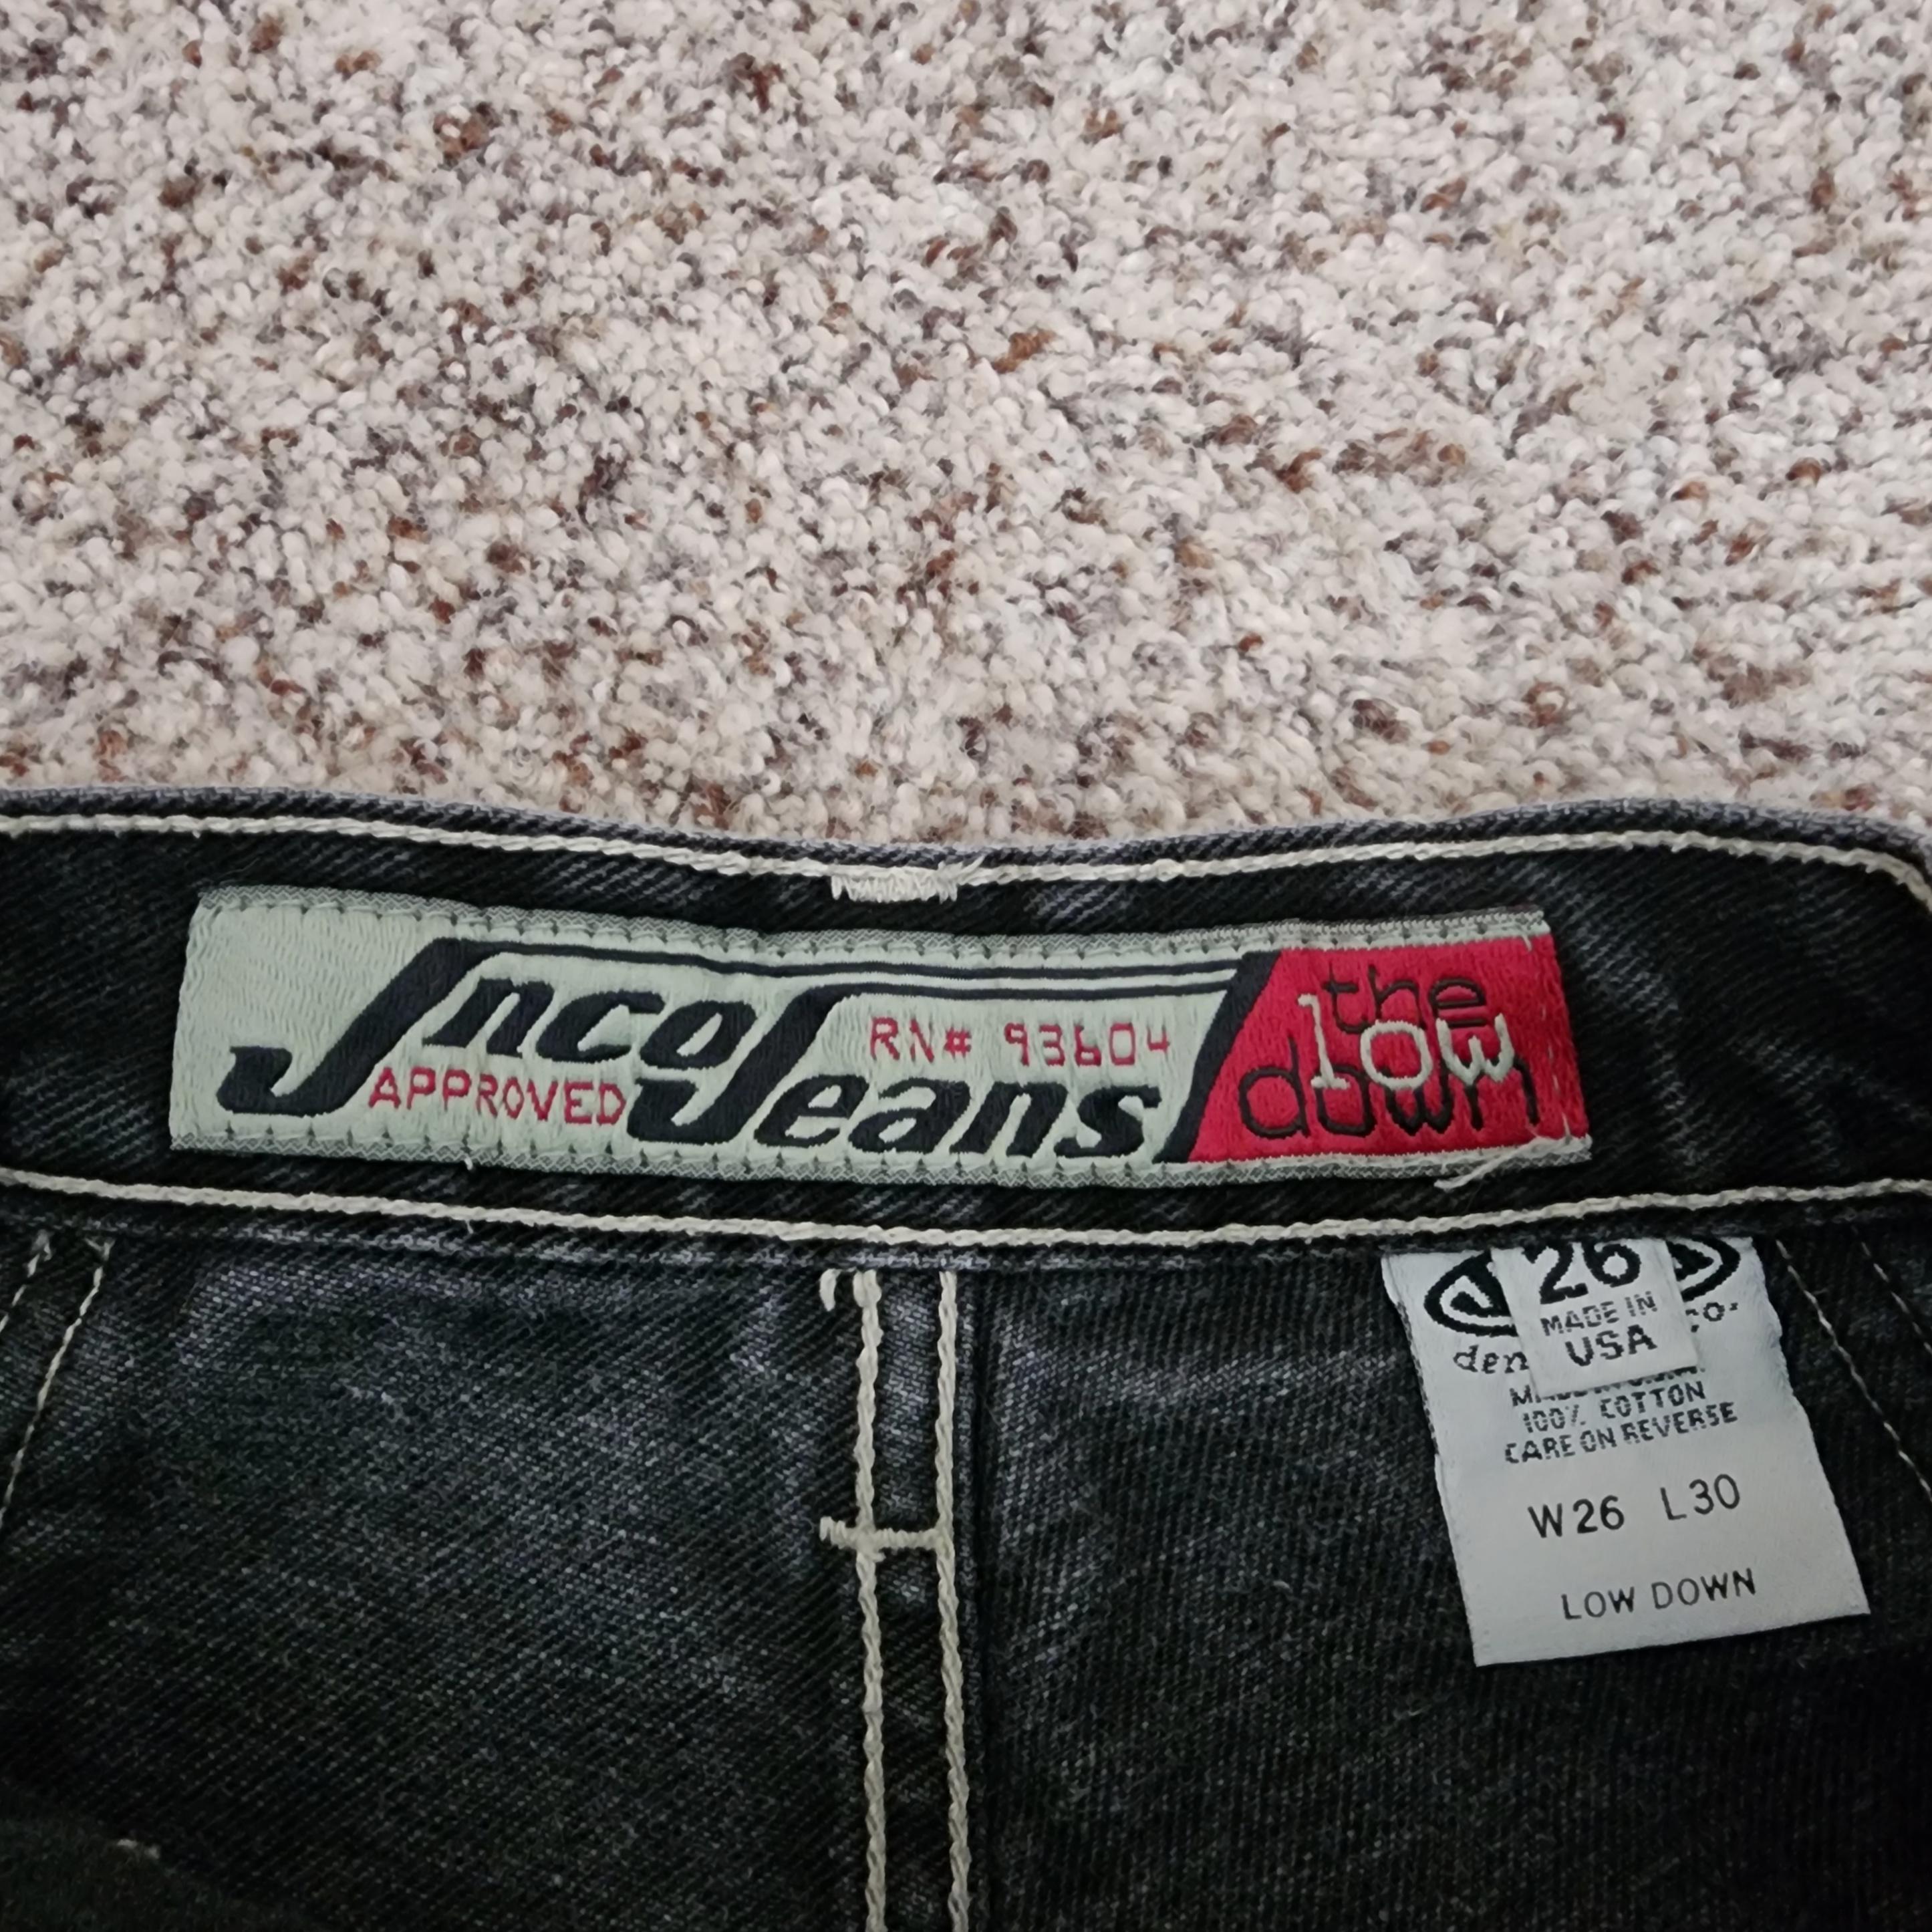 Jnco Jeans
APPROVED
RN# 93604
the
low
down
26
MADE IN
USA
100% COTTON
CARE ON REVERSE
W26 L30
LOW DOWN